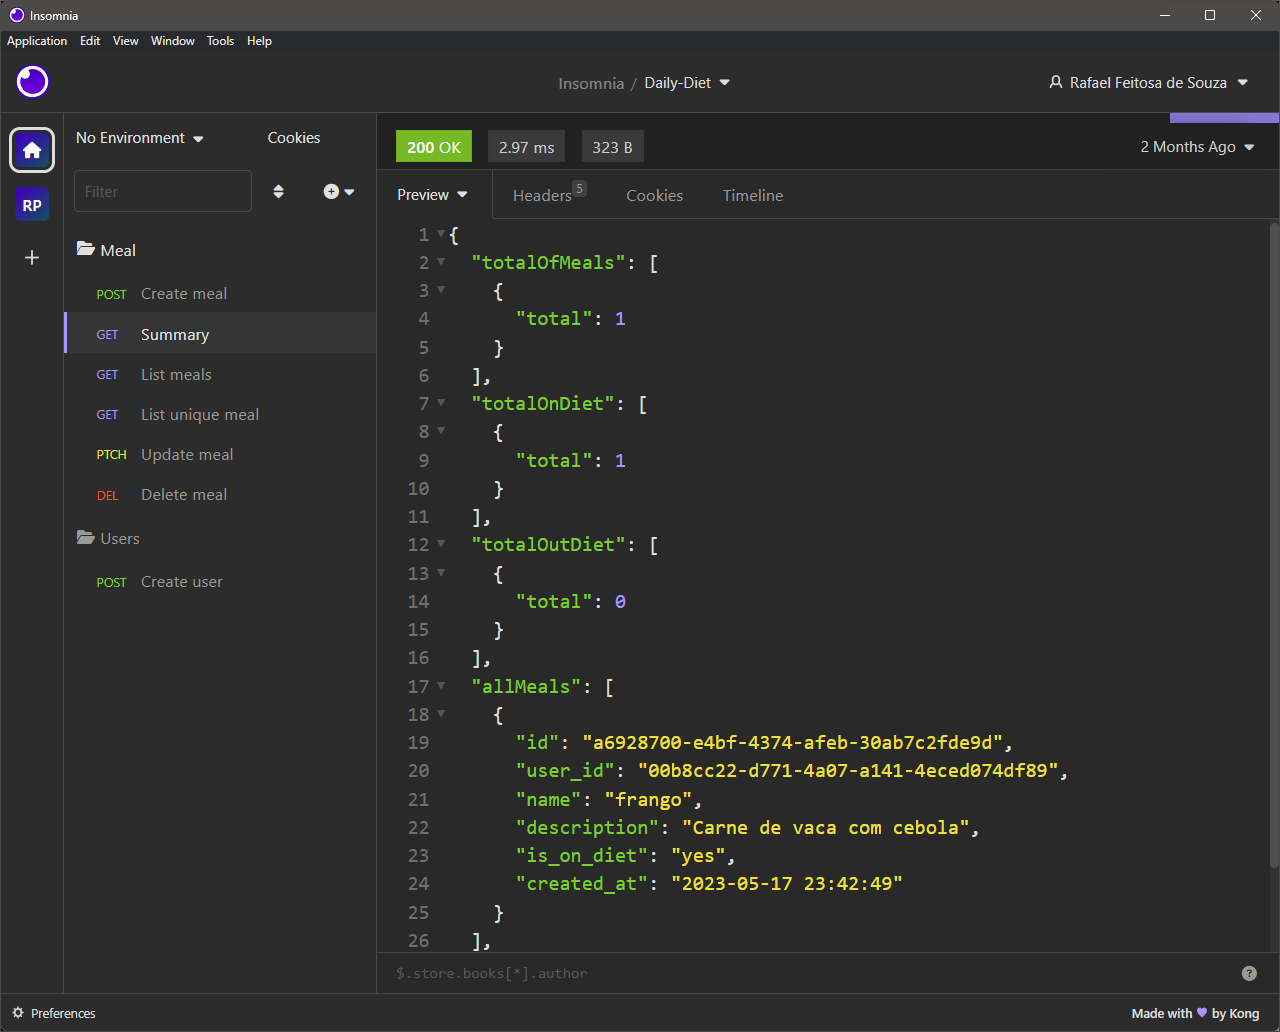 Insomnia
Application Edit View Window Tools Help
Insomnia / Daily-Diet
Rafael Feitosa de Souza
No Environment
Cookies
200 OK
2.97 ms
323 B
2 Months Ago
Filter
RP
Preview
Headers 5
Cookies
Timeline
Meal
POST Create meal
GET Summary
GET List meals
GET List unique meal
PTCH Update meal
DEL Delete meal
Users
POST Create user
1 {
2 "totalOfMeals": [
3 {
4 "total": 1
5 }
6 ],
7 "totalOnDiet": [
8 {
9 "total": 1
10 }
11 ],
12 "totalOutDiet": [
13 {
14 "total": 0
15 }
16 ],
17 "allMeals": [
18 {
19 "id": "a6928700-e4bf-4374-afeb-30ab7c2fde9d",
20 "user_id": "00b8cc22-d771-4a07-a141-4eced074df89",
21 "name": "frango",
22 "description": "Carne de vaca com cebola",
23 "is_on_diet": "yes",
24 "created_at": "2023-05-17 23:42:49"
25 }
26 ],
$.store.books[*].author
?
Preferences
Made with 💜 by Kong